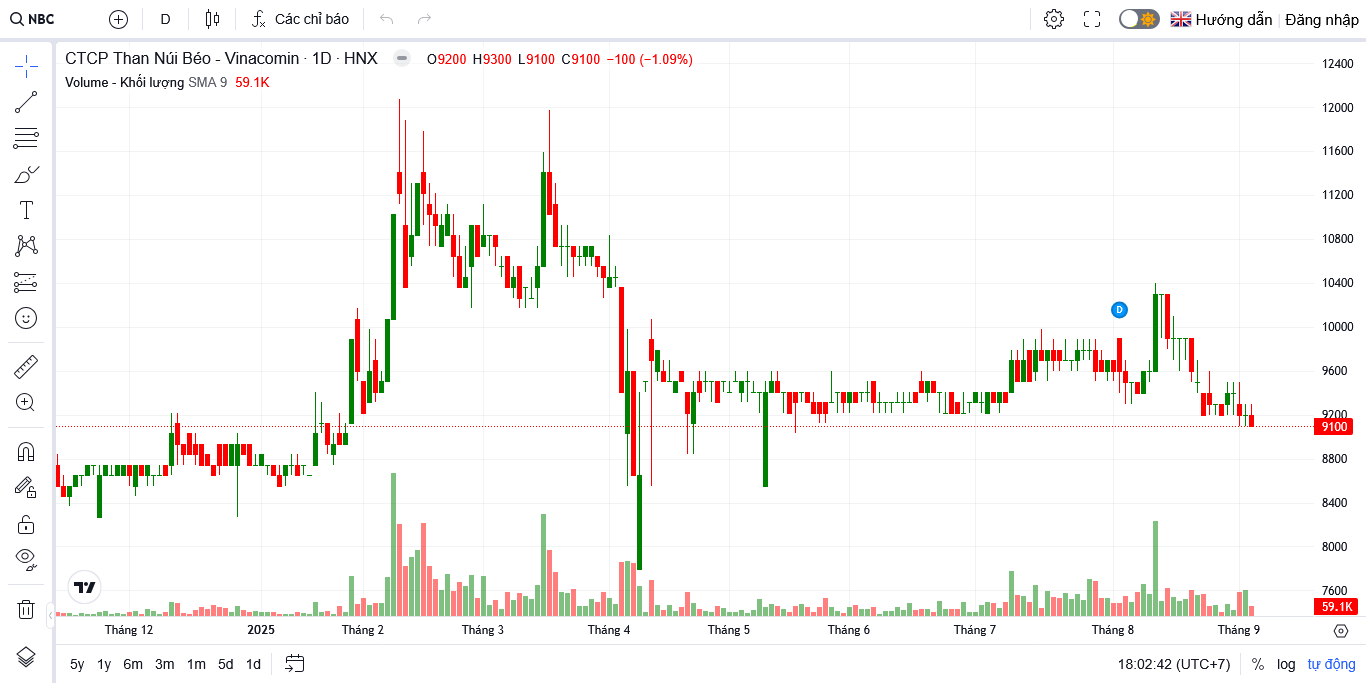 NBC D Các chỉ báo Hướng dẫn Đăng nhập
CTCP Than Núi Béo - Vinacomin · 1D · HNX O9200 H9300 L9100 C9100 −100 (−1.09%)
Volume - Khối lượng SMA 9 59.1K
12400
12000
11600
11200
10800
10400
10000
9600
9200
9100
8800
8400
8000
7600
59.1K
D
Tháng 12 2025 Tháng 2 Tháng 3 Tháng 4 Tháng 5 Tháng 6 Tháng 7 Tháng 8 Tháng 9
5y 1y 6m 3m 1m 5d 1d 18:02:42 (UTC+7) % log tự động